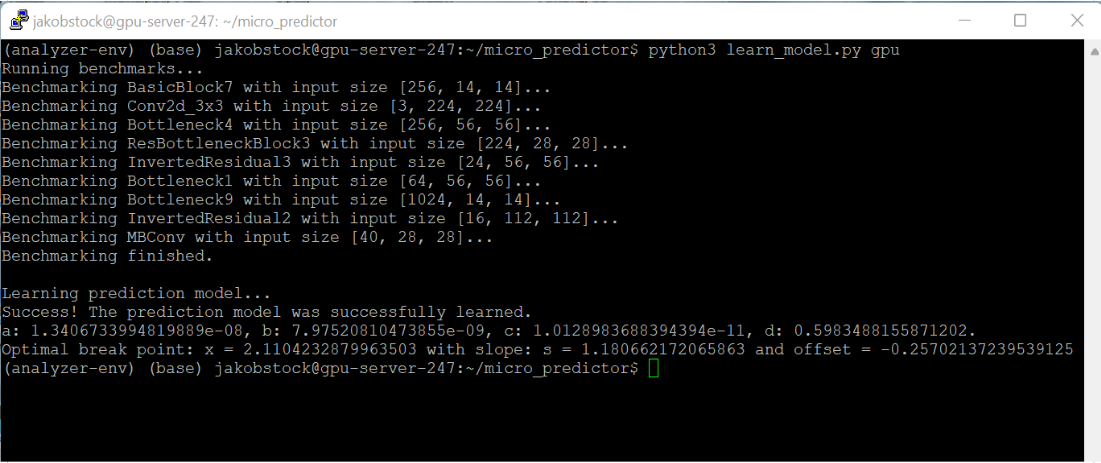 jakobstock@gpu-server-247: ~/micro_predictor
(analyzer-env) (base) jakobstock@gpu-server-247:~/micro_predictor$ python3 learn_model.py gpu
Running benchmarks...
Benchmarking BasicBlock7 with input size [256, 14, 14]...
Benchmarking Conv2d_3x3 with input size [3, 224, 224]...
Benchmarking Bottleneck4 with input size [256, 56, 56]...
Benchmarking ResBottleneckBlock3 with input size [224, 28, 28]...
Benchmarking InvertedResidual3 with input size [24, 56, 56]...
Benchmarking Bottleneck1 with input size [64, 56, 56]...
Benchmarking Bottleneck9 with input size [1024, 14, 14]...
Benchmarking InvertedResidual2 with input size [16, 112, 112]...
Benchmarking MBConv with input size [40, 28, 28]...
Benchmarking finished.
Learning prediction model...
Success! The prediction model was successfully learned.
a: 1.3406733994819889e-08, b: 7.97520810473855e-09, c: 1.0128983688394394e-11, d: 0.5983488155871202.
Optimal break point: x = 2.1104232879963503 with slope: s = 1.180662172065863 and offset = -0.25702137239539125
(analyzer-env) (base) jakobstock@gpu-server-247:~/micro_predictor$